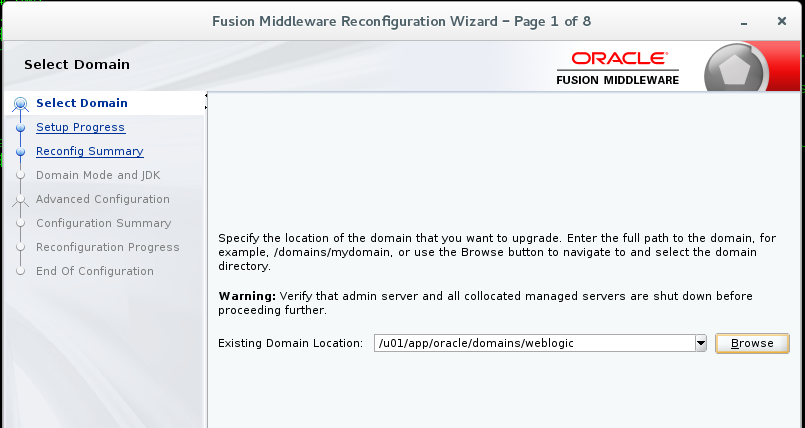 Fusion Middleware Reconfiguration Wizard – Page 1 of 8
Select Domain
ORACLE
FUSION MIDDLEWARE
Select Domain
Setup Progress
Reconfig Summary
Domain Mode and JDK
Advanced Configuration
Configuration Summary
Reconfiguration Progress
End Of Configuration
Specify the location of the domain that you want to upgrade. Enter the full path to the domain, for
example, /domains/mydomain, or use the Browse button to navigate to and select the domain
directory.
Warning: Verify that admin server and all collocated managed servers are shut down before
proceeding further.
Existing Domain Location: /u01/app/oracle/domains/weblogic Browse